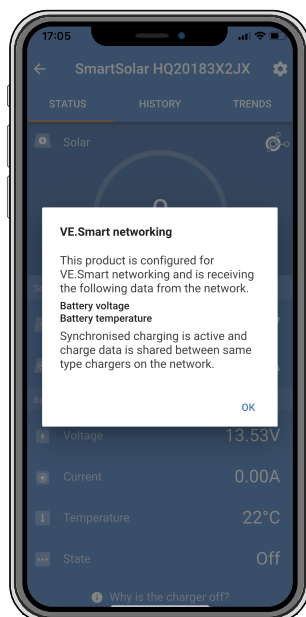 17:05
SmartSolar HQ20183X2JX
STATUS HISTORY TRENDS
Solar
VE.Smart networking
This product is configured for
VE.Smart networking and is receiving
the following data from the network.
Battery voltage
Battery temperature
Synchronised charging is active and
charge data is shared between same
type chargers on the network.
OK
Voltage 13.53V
Current 0.00A
Temperature 22°C
State Off
Why is the charger off?